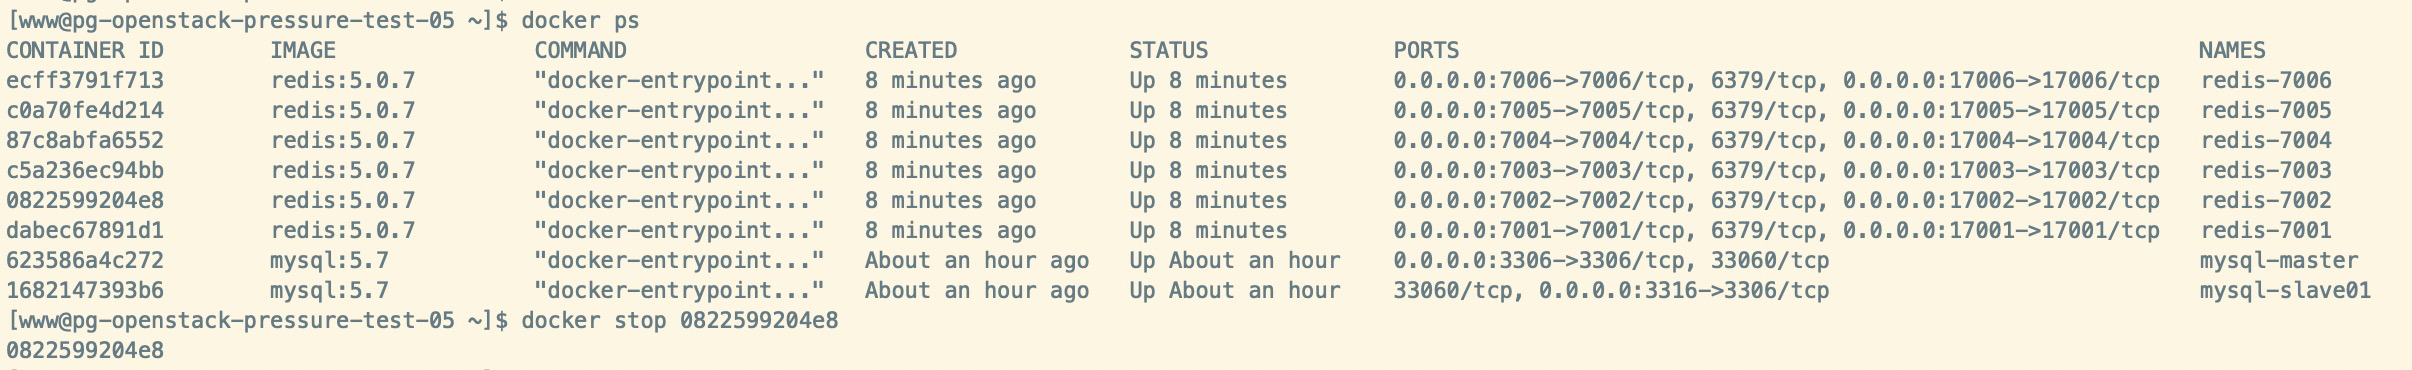 [www@pg-openstack-pressure-test-05 ~]$ docker ps
CONTAINER ID        IMAGE               COMMAND                  CREATED             STATUS              PORTS                                                        NAMES
ecff3791f713        redis:5.0.7         "docker-entrypoint..."   8 minutes ago       Up 8 minutes        0.0.0.0:7006->7006/tcp, 6379/tcp, 0.0.0.0:17006->17006/tcp   redis-7006
c0a70fe4d214        redis:5.0.7         "docker-entrypoint..."   8 minutes ago       Up 8 minutes        0.0.0.0:7005->7005/tcp, 6379/tcp, 0.0.0.0:17005->17005/tcp   redis-7005
87c8abfa6552        redis:5.0.7         "docker-entrypoint..."   8 minutes ago       Up 8 minutes        0.0.0.0:7004->7004/tcp, 6379/tcp, 0.0.0.0:17004->17004/tcp   redis-7004
c5a236ec94bb        redis:5.0.7         "docker-entrypoint..."   8 minutes ago       Up 8 minutes        0.0.0.0:7003->7003/tcp, 6379/tcp, 0.0.0.0:17003->17003/tcp   redis-7003
0822599204e8        redis:5.0.7         "docker-entrypoint..."   8 minutes ago       Up 8 minutes        0.0.0.0:7002->7002/tcp, 6379/tcp, 0.0.0.0:17002->17002/tcp   redis-7002
dabec67891d1        redis:5.0.7         "docker-entrypoint..."   8 minutes ago       Up 8 minutes        0.0.0.0:7001->7001/tcp, 6379/tcp, 0.0.0.0:17001->17001/tcp   redis-7001
623586a4c272        mysql:5.7           "docker-entrypoint..."   About an hour ago   Up About an hour    0.0.0.0:3306->3306/tcp, 33060/tcp                            mysql-master
1682147393b6        mysql:5.7           "docker-entrypoint..."   About an hour ago   Up About an hour    33060/tcp, 0.0.0.0:3316->3306/tcp                            mysql-slave01
[www@pg-openstack-pressure-test-05 ~]$ docker stop 0822599204e8
0822599204e8